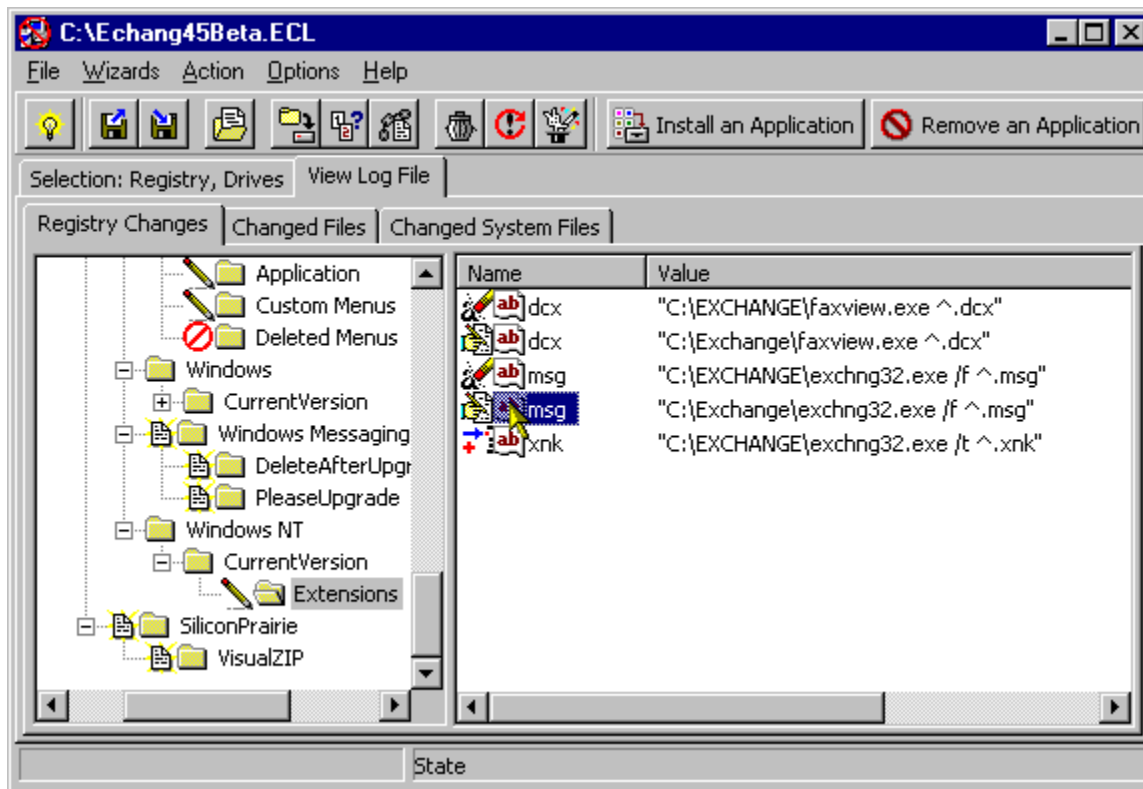 C:\Echang45Beta.ECL
File Wizards Action Options Help
Install an Application Remove an Application
Selection: Registry, Drives View Log File
Registry Changes Changed Files Changed System Files
Application
Custom Menus
Deleted Menus
Windows
CurrentVersion
Windows Messaging
DeleteAfterUpgr
PleaseUpgrade
Windows NT
CurrentVersion
Extensions
SiliconPrairie
VisualZIP
Name Value
dcx "C:\EXCHANGE\faxview.exe ^.dcx"
dcx "C:\Exchange\faxview.exe ^.dcx"
msg "C:\EXCHANGE\exchng32.exe /f ^.msg"
msg "C:\Exchange\exchng32.exe /f ^.msg"
xnk "C:\EXCHANGE\exchng32.exe /t ^.xnk"
State